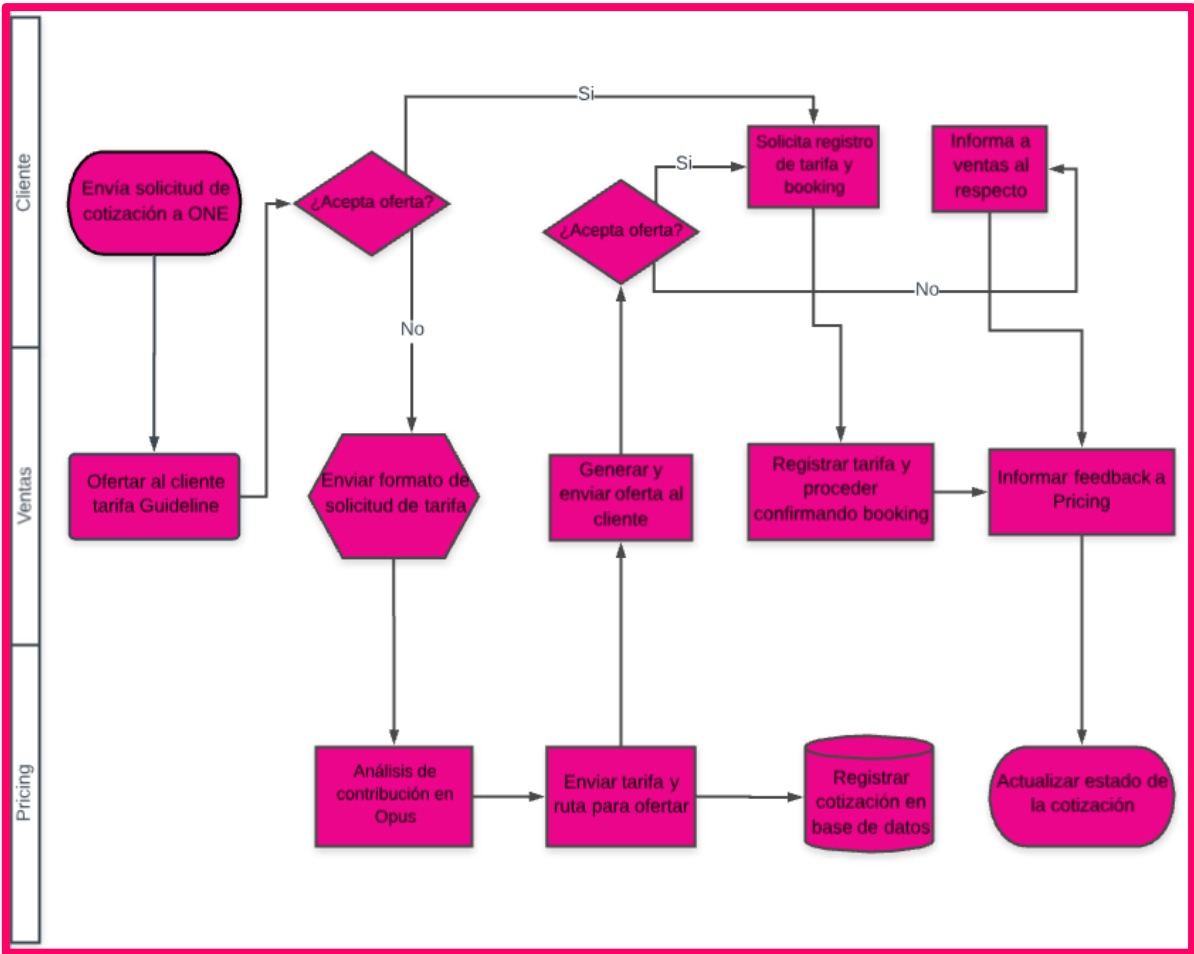 Cliente
Envía solicitud de
cotización a ONE
¿Acepta oferta?
Si
No
¿Acepta oferta?
Si
No
Solicita registro
de tarifa y
booking
Informa a
ventas al
respecto
Ventas
Ofertar al cliente
tarifa Guideline
Enviar formato de
solicitud de tarifa
Generar y
enviar oferta al
cliente
Registrar tarifa y
proceder
confirmando booking
Informar feedback a
Pricing
Pricing
Análisis de
contribución en
Opus
Enviar tarifa y
ruta para ofertar
Registrar
cotización en
base de datos
Actualizar estado de
la cotización